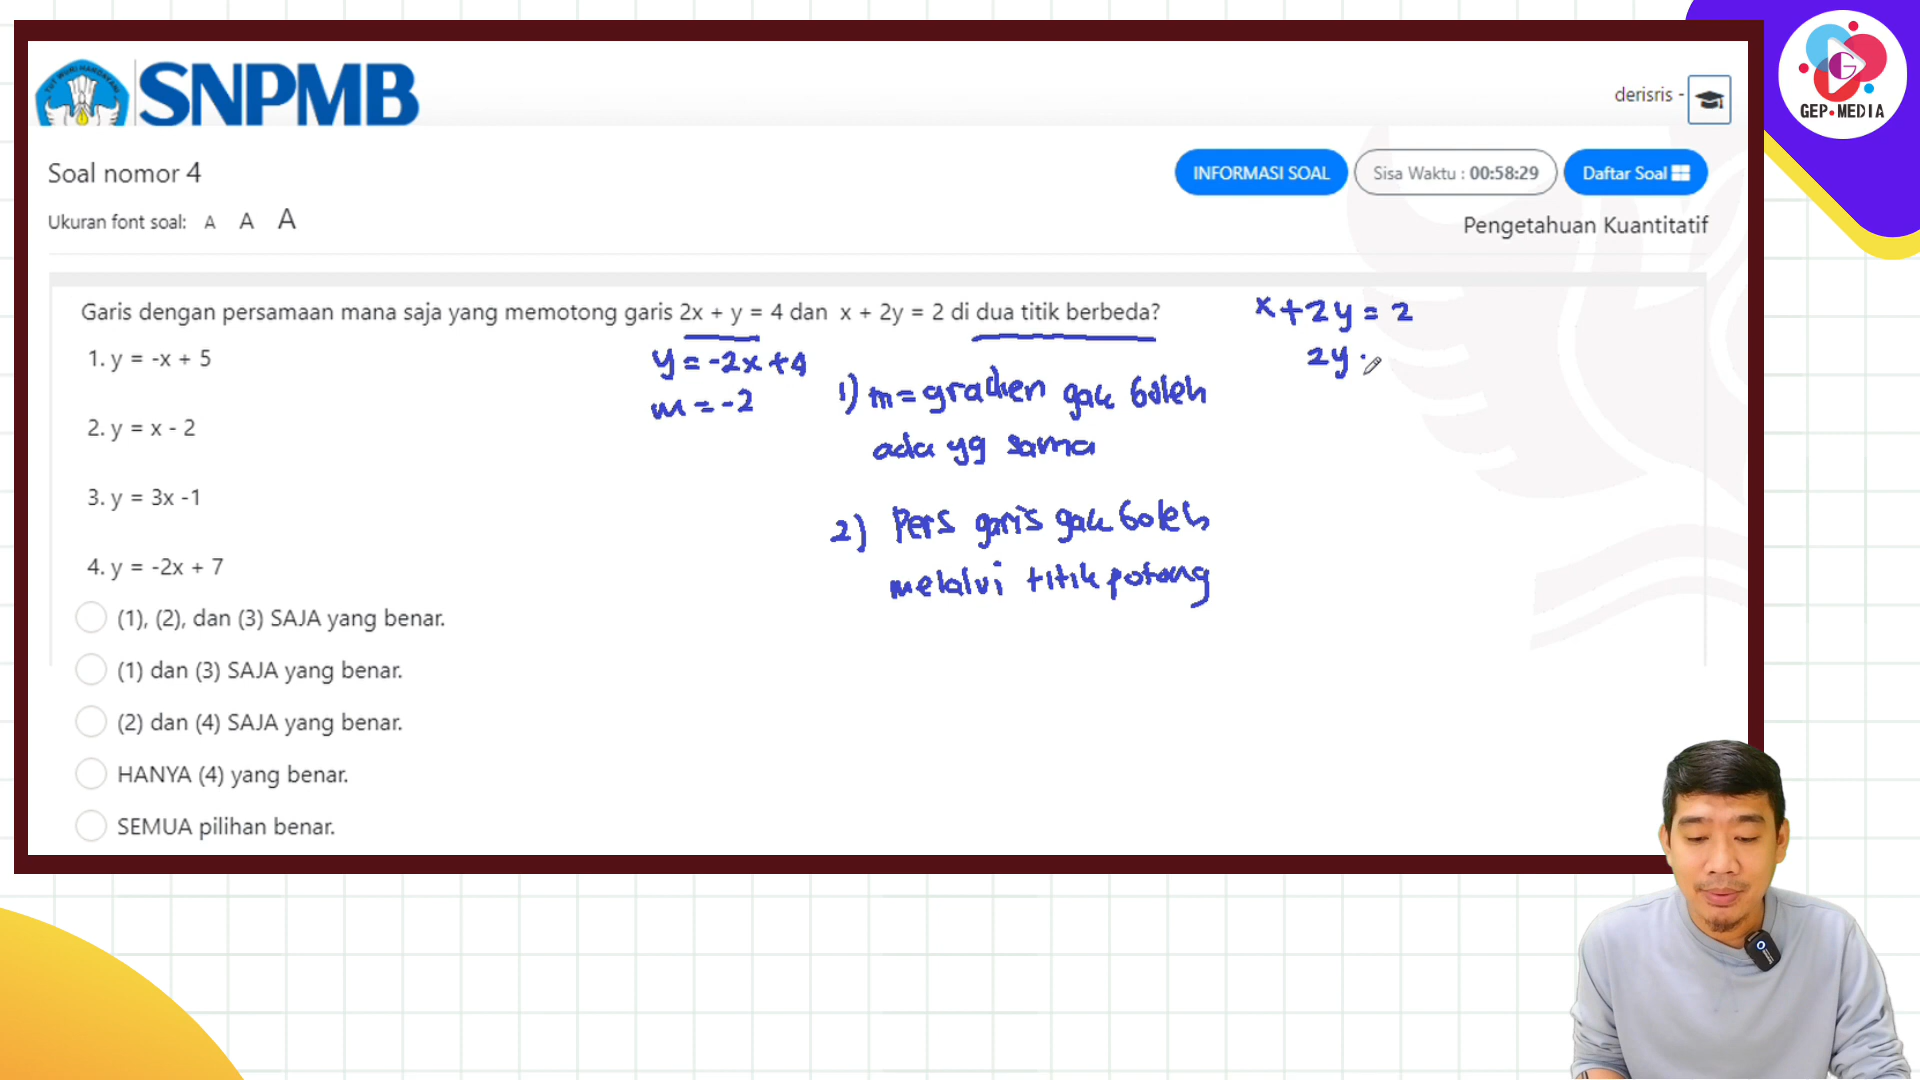 SNPMB
derisris -
GEP•MEDIA
Soal nomor 4
INFORMASI SOAL
Sisa Waktu : 00:58:29
Daftar Soal
Ukuran font soal: A A A
Pengetahuan Kuantitatif
Garis dengan persamaan mana saja yang memotong garis 2x + y = 4 dan x + 2y = 2 di dua titik berbeda?
1. y = -x + 5
2. y = x - 2
3. y = 3x -1
4. y = -2x + 7
(1), (2), dan (3) SAJA yang benar.
(1) dan (3) SAJA yang benar.
(2) dan (4) SAJA yang benar.
HANYA (4) yang benar.
SEMUA pilihan benar.
y = -2x + 4
m = -2
1) m = gradien gak boleh
ada yg sama
2) Pers garis gak boleh
melalui titik potong
x + 2y = 2
2y